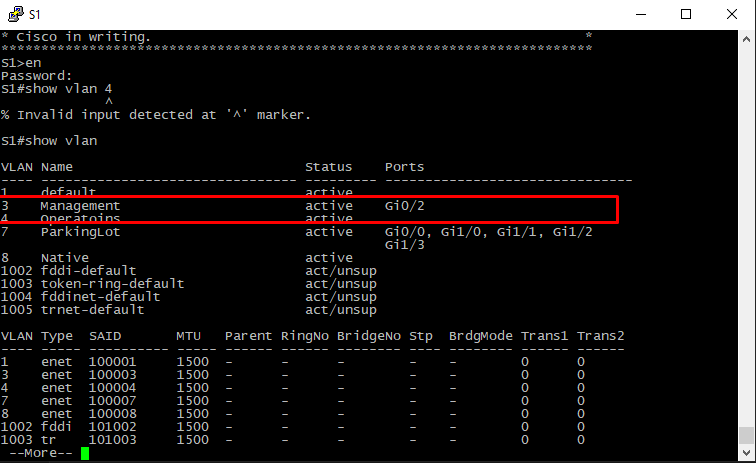 S1
* Cisco in writing.                                                      *
**************************************************************************
S1>en
Password:
S1#show vlan 4
             ^
% Invalid input detected at '^' marker.
S1#show vlan
VLAN Name                             Status    Ports
---- -------------------------------- --------- -------------------------------
1    default                          active
3    Management                       active    Gi0/2
4    operatoins                       active
7    ParkingLot                       active    Gi0/0, Gi1/0, Gi1/1, Gi1/2
                                                Gi1/3
8    Native                           active
1002 fddi-default                     act/unsup
1003 token-ring-default               act/unsup
1004 fddinet-default                  act/unsup
1005 trnet-default                    act/unsup
VLAN Type  SAID       MTU   Parent RingNo BridgeNo Stp  BrdgMode Trans1 Trans2
---- ----- ---------- ----- ------ ------ -------- ---- -------- ------ ------
1    enet  100001     1500  -      -      -        -    -        0      0
3    enet  100003     1500  -      -      -        -    -        0      0
4    enet  100004     1500  -      -      -        -    -        0      0
7    enet  100007     1500  -      -      -        -    -        0      0
8    enet  100008     1500  -      -      -        -    -        0      0
1002 fddi  101002     1500  -      -      -        -    -        0      0
1003 tr    101003     1500  -      -      -        -    -        0      0
 --More--